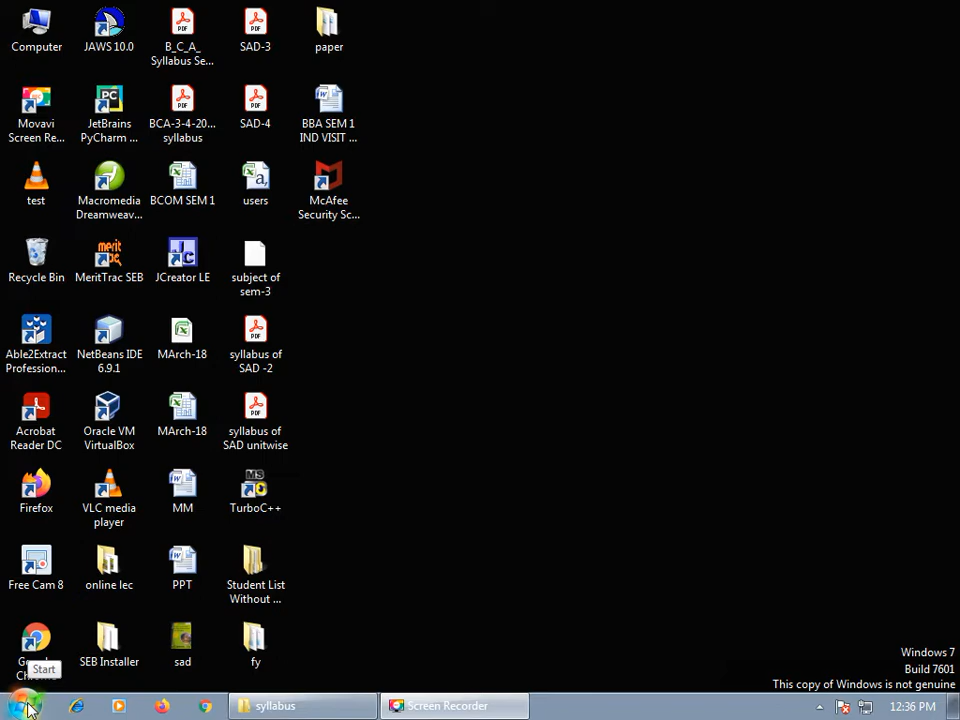 Computer
JAWS 10.0
B_C_A_
Syllabus Se...
SAD-3
paper
Movavi
Screen Re...
JetBrains
PyCharm ...
BCA-3-4-20...
syllabus
SAD-4
BBA SEM 1
IND VISIT ...
test
Macromedia
Dreamweav...
BCOM SEM 1
users
McAfee
Security Sc...
Recycle Bin
MeritTrac SEB
JCreator LE
subject of
sem-3
Able2Extract
Profession...
NetBeans IDE
6.9.1
MArch-18
syllabus of
SAD -2
Acrobat
Reader DC
Oracle VM
VirtualBox
MArch-18
syllabus of
SAD unitwise
Firefox
VLC media
player
MM
TurboC++
Free Cam 8
online lec
PPT
Student List
Without ...
SEB Installer
sad
fy
Start
Windows 7
Build 7601
This copy of Windows is not genuine
syllabus
Screen Recorder
12:36 PM